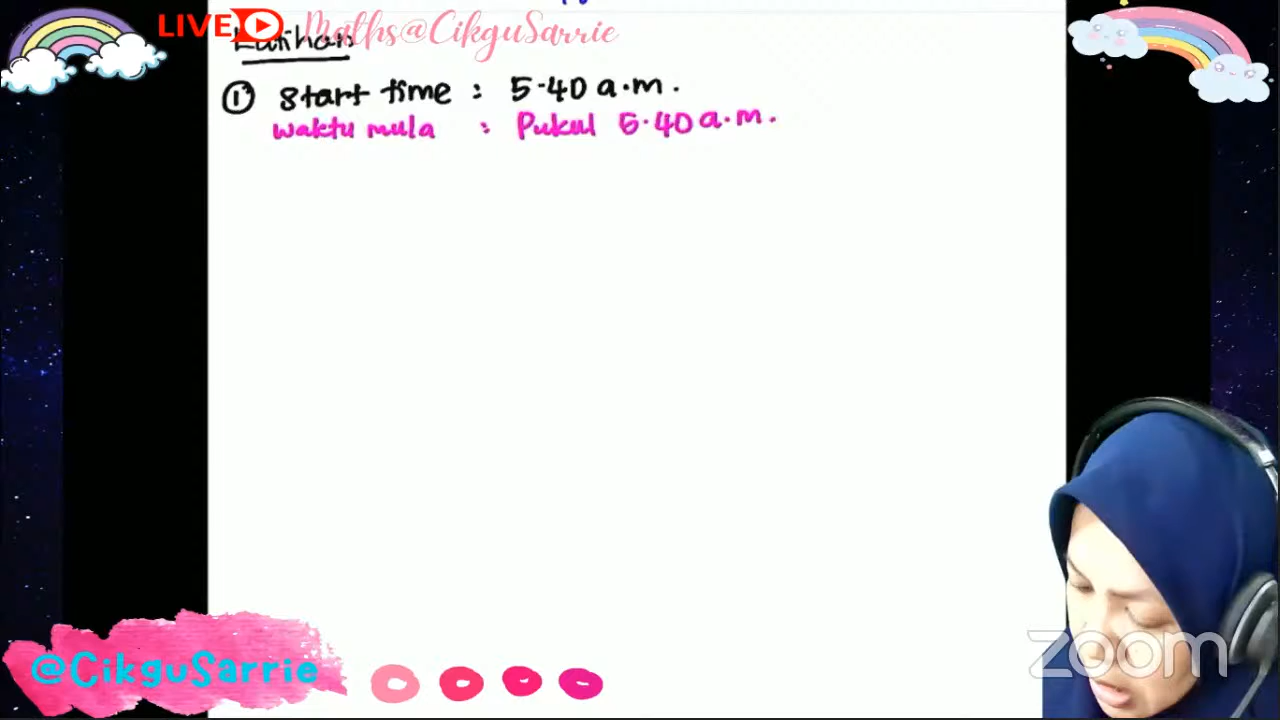 LIVE Maths@CikguSarrie
Latihan
① Start time : 5.40 a.m.
Waktu mula : Pukul 5.40 a.m.
@CikguSarrie
zoom